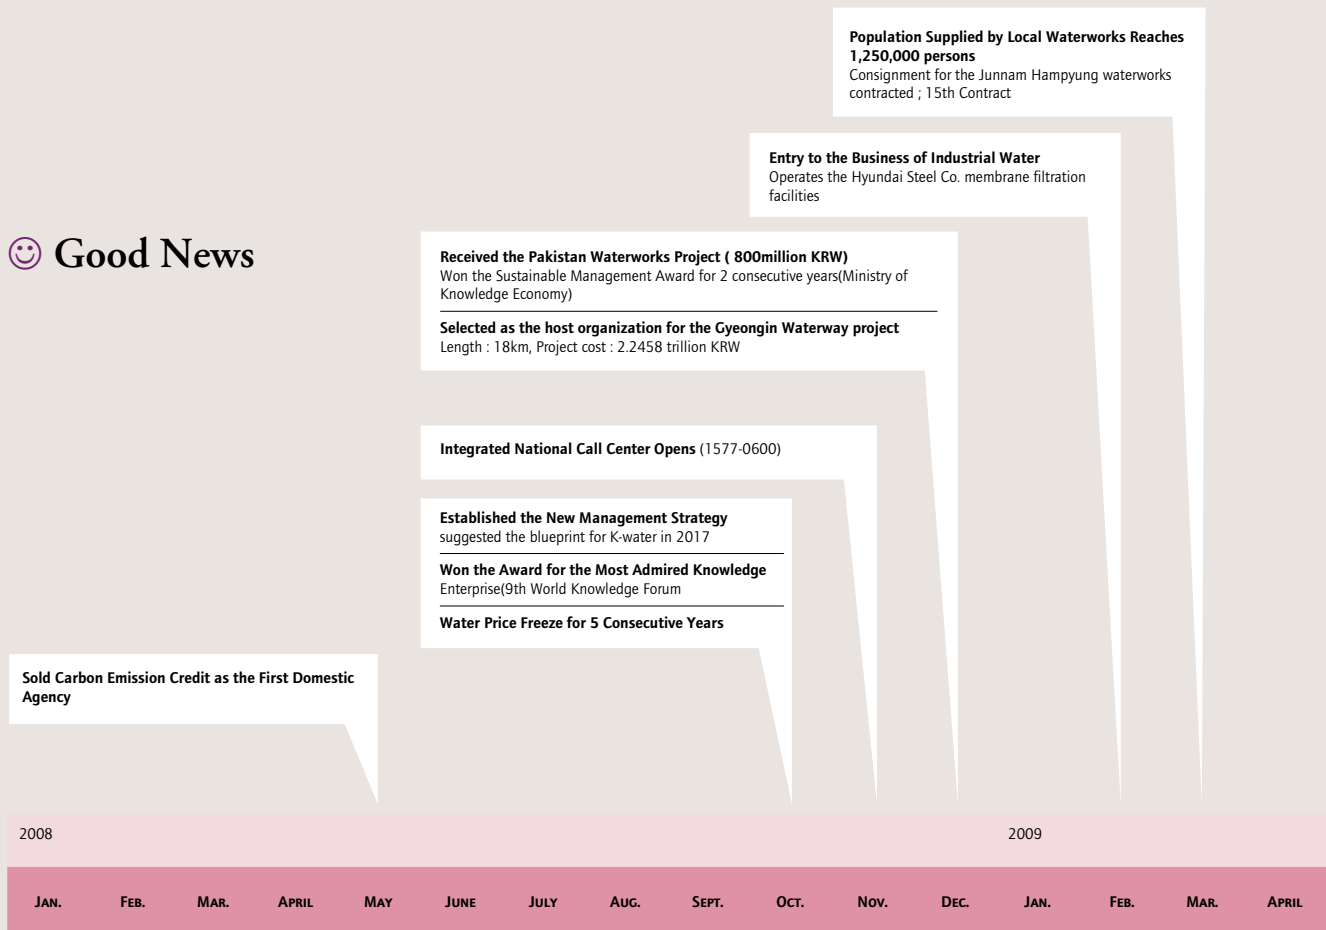 Population Supplied by Local Waterworks Reaches
1,250,000 persons
Consignment for the Junnam Hampyung waterworks
contracted ; 15th Contract
Entry to the Business of Industrial Water
Operates the Hyundai Steel Co. membrane filtration
facilities
Good News
Received the Pakistan Waterworks Project ( 800million KRW)
Won the Sustainable Management Award for 2 consecutive years(Ministry of
Knowledge Economy)
Selected as the host organization for the Gyeongin Waterway project
Length : 18km, Project cost : 2.2458 trillion KRW
Integrated National Call Center Opens (1577-0600)
Established the New Management Strategy
suggested the blueprint for K-water in 2017
Won the Award for the Most Admired Knowledge
Enterprise(9th World Knowledge Forum
Water Price Freeze for 5 Consecutive Years
Sold Carbon Emission Credit as the First Domestic
Agency
2008 2009
JAN. FEB. MAR. APRIL MAY JUNE JULY AUG. SEPT. OCT. NOV. DEC. JAN. FEB. MAR. APRIL